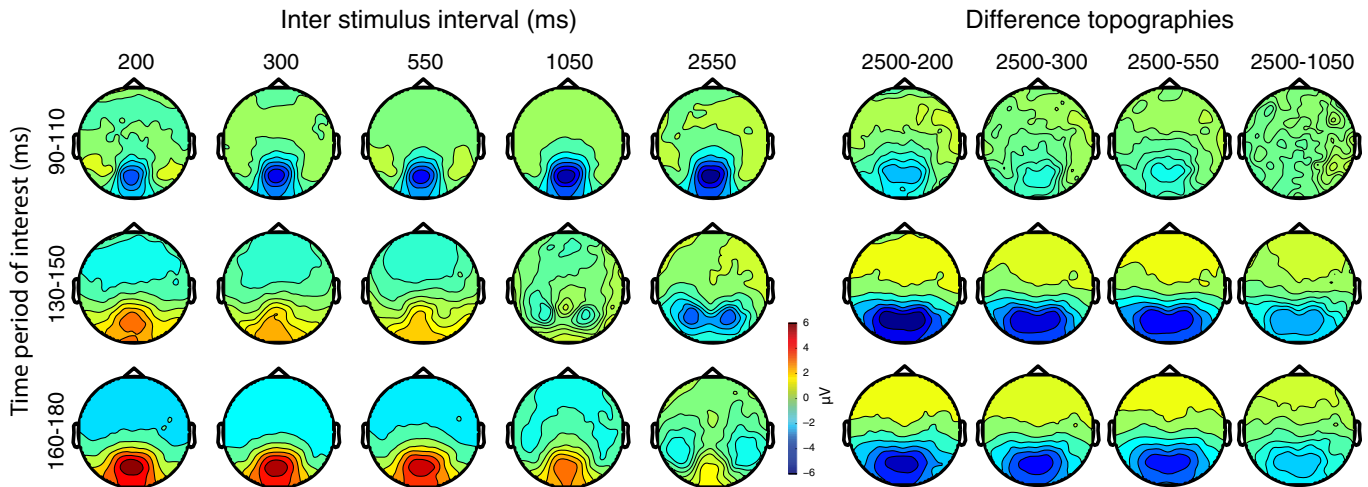 Inter stimulus interval (ms)
Difference topographies
200 300 550 1050 2550
2500-200 2500-300 2500-550 2500-1050
Time period of interest (ms)
90-110
130-150
160-180
6
4
2
0
−2
−4
−6
μV